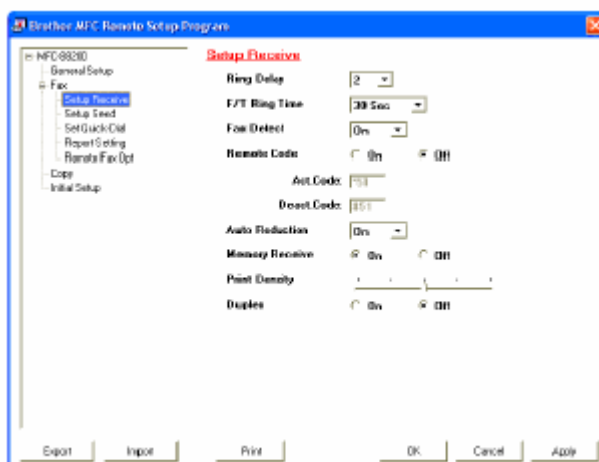 Brother MFC Remote Setup Program
MFC-8820D
General Setup
Fax
Setup Receive
Setup Send
Set Quick-Dial
Report Setting
Remote Fax Opt
Copy
Initial Setup
Setup Receive
Ring Delay 2
F/T Ring Time 30 Sec
Fax Detect On
Remote Code On Off
Act.Code: *51
Deact.Code: #51
Auto Reduction On
Memory Receive On Off
Print Density
Duplex On Off
Export Import Print OK Cancel Apply